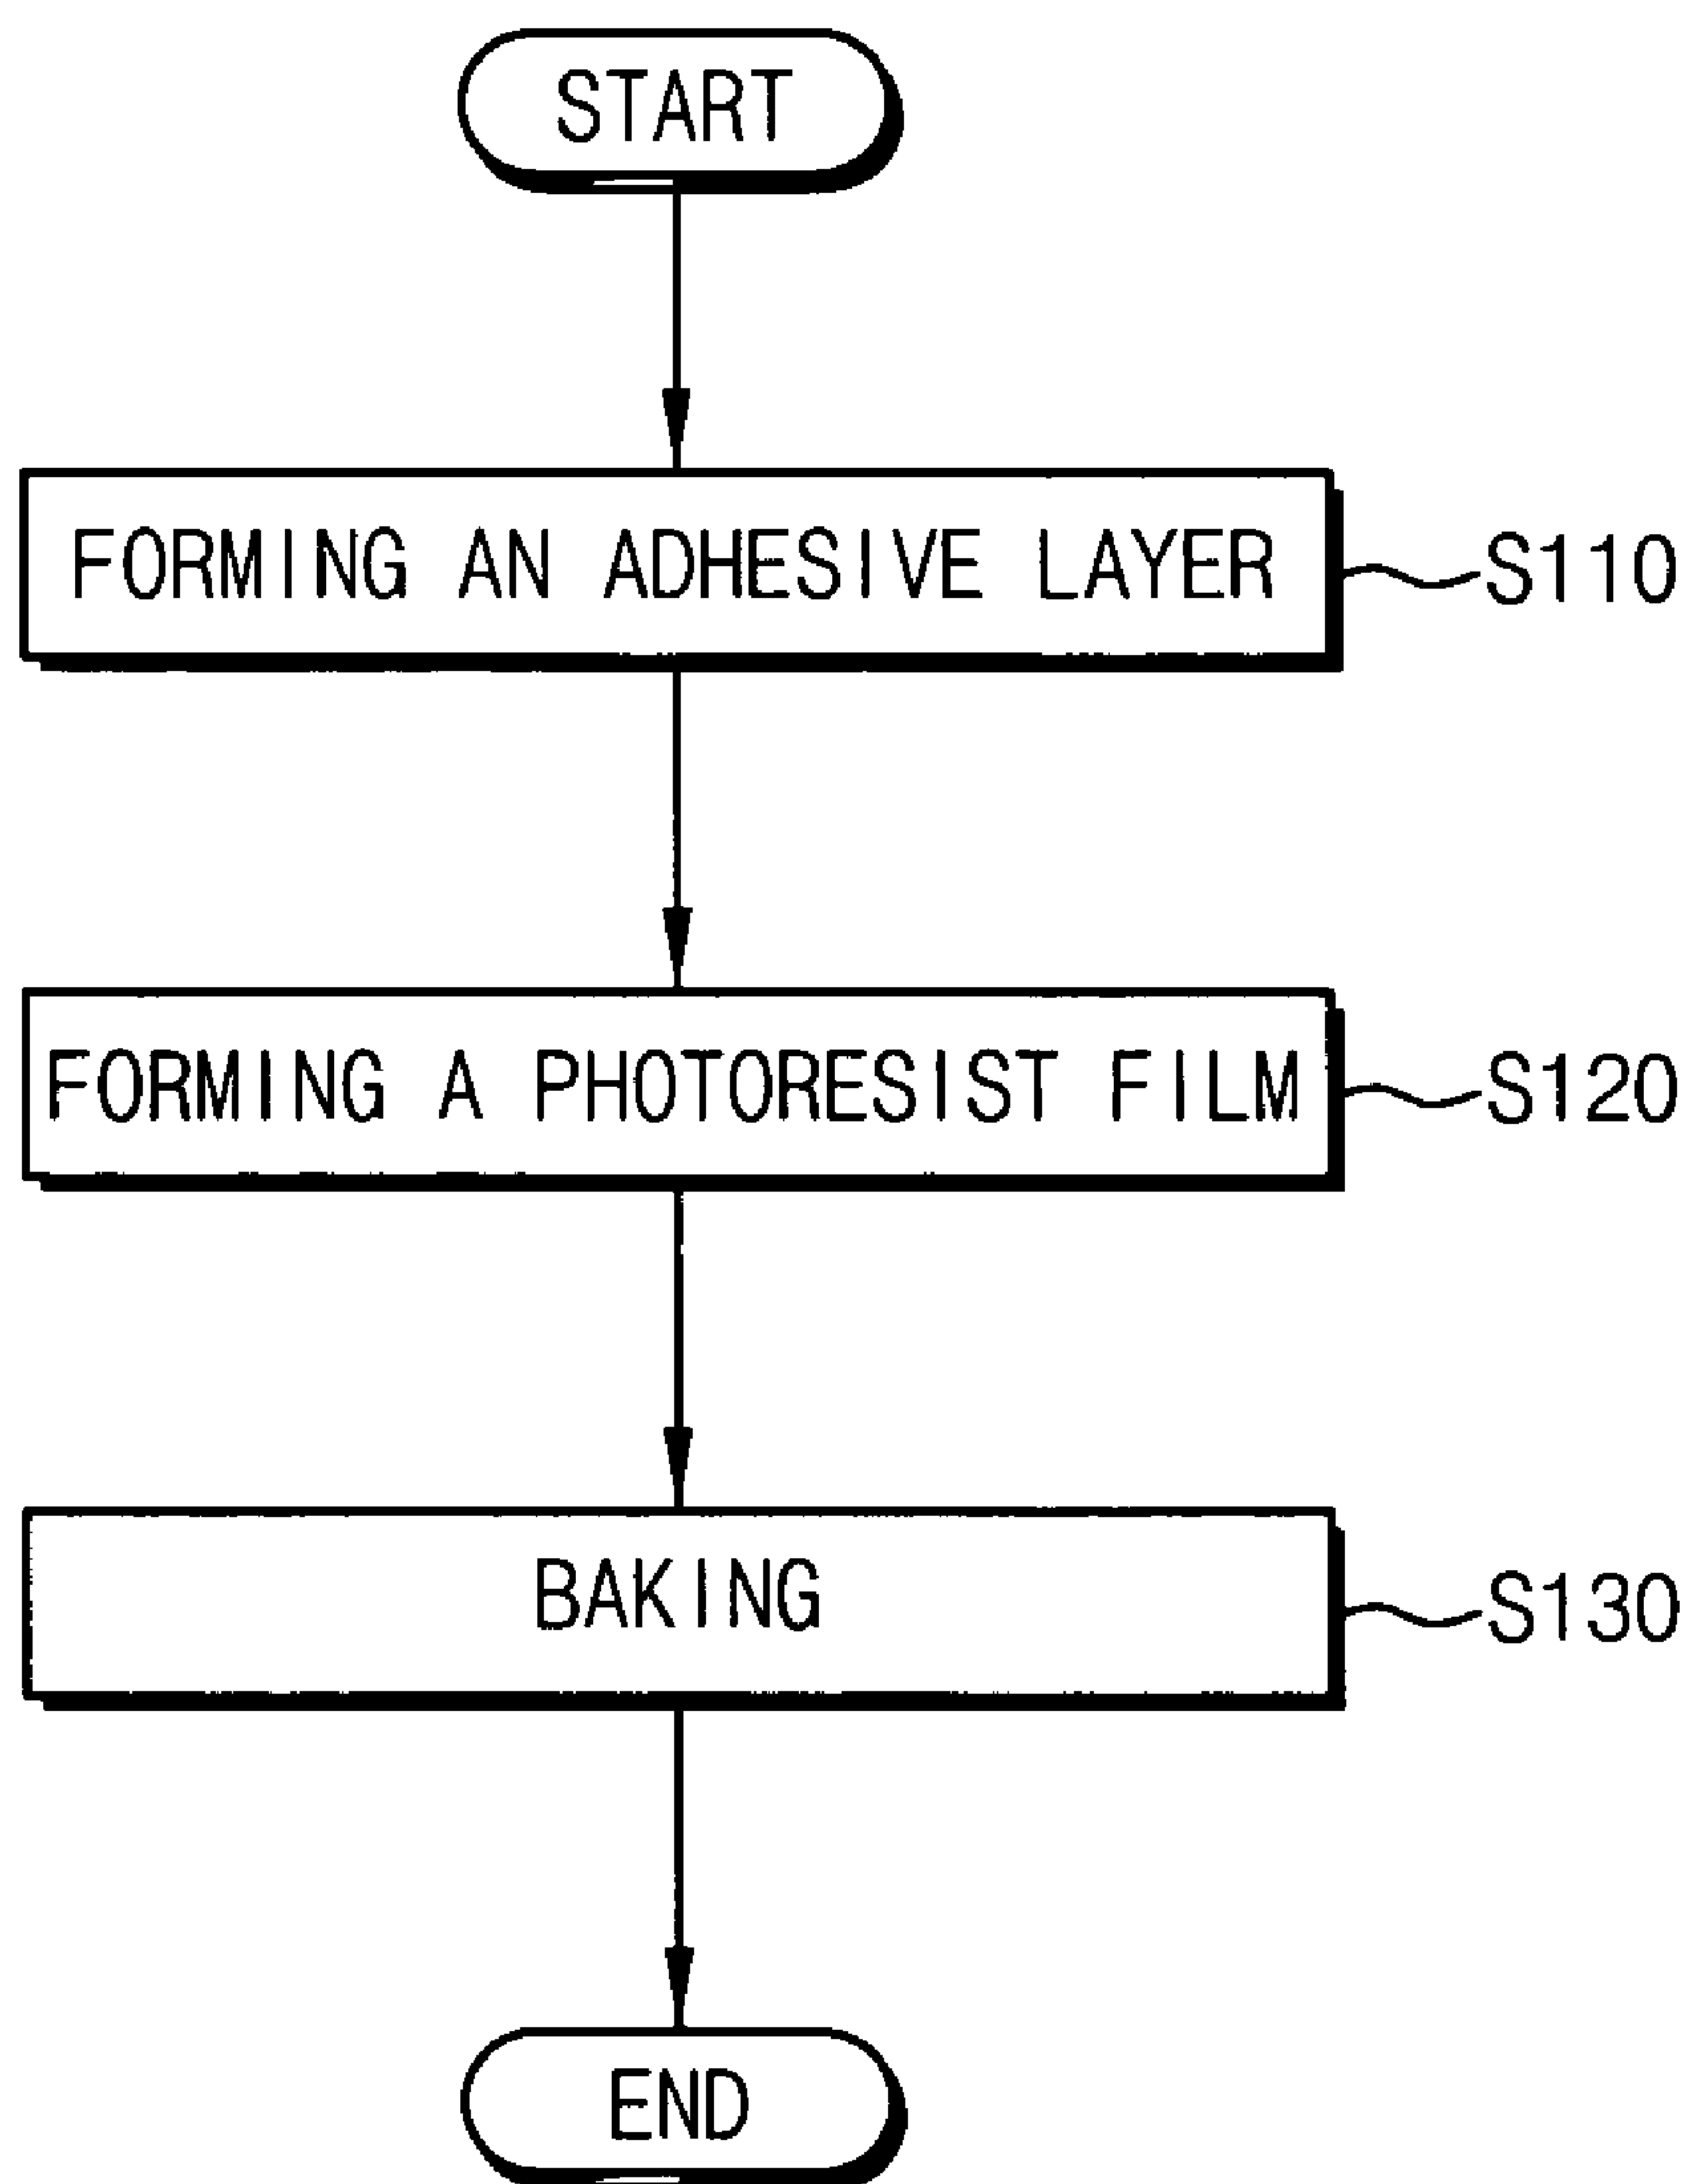 START
FORMING AN ADHESIVE LAYER
S110
FORMING A PHOTORESIST FILM
S120
BAKING
S130
END